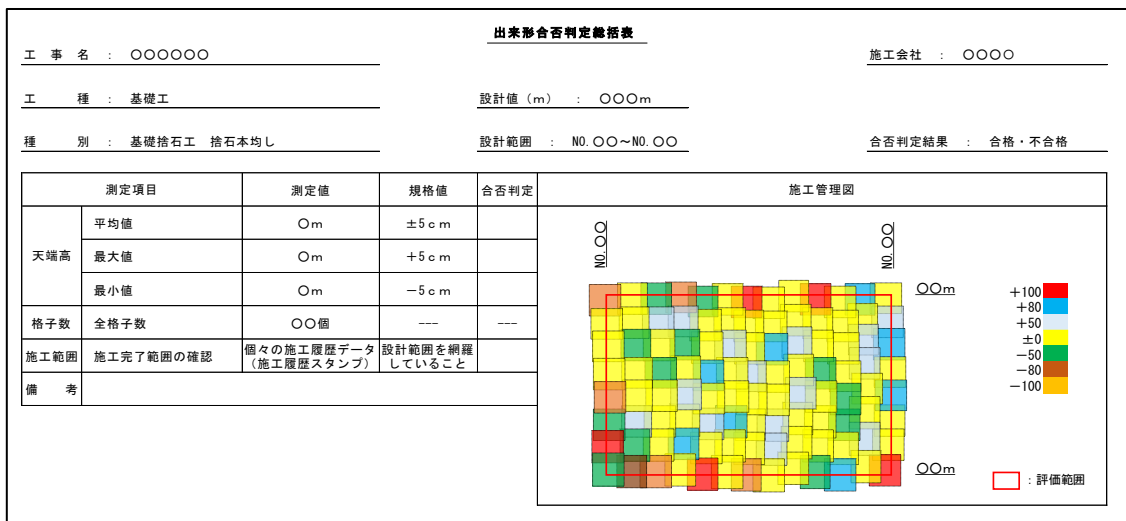 出来形合否判定総括表
工 事 名 : ○○○○○○
施工会社 : ○○○○
工 種 : 基礎工
設計値（m） : ○○○m
種 別 : 基礎捨石工 捨石本均し
設計範囲 : NO.○○～NO.○○
合否判定結果 : 合格・不合格
測定項目 測定値 規格値 合否判定 施工管理図
天端高 平均値 ○m ±5cm
最大値 ○m +5cm
最小値 ○m －5cm
格子数 全格子数 ○○個 --- ---
施工範囲 施工完了範囲の確認 個々の施工履歴データ（施工履歴スタンプ） 設計範囲を網羅していること
備 考
NO.○○
NO.○○
○○m
○○m
+100
+80
+50
±0
－50
－80
－100
：評価範囲